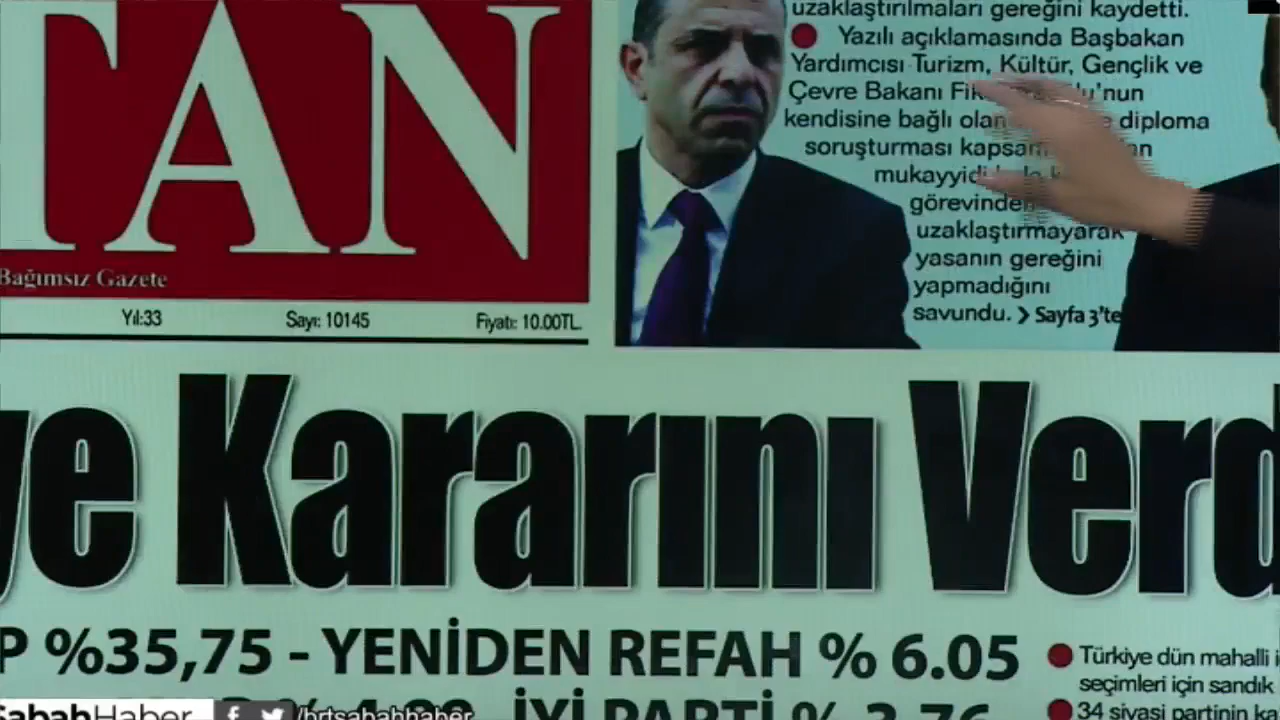 TAN
Bağımsız Gazete
Yıl:33 Sayı: 10145 Fiyatı: 10.00TL.
uzaklaştırılmaları gereğini kaydetti.
Yazılı açıklamasında Başbakan
Yardımcısı Turizm, Kültür, Gençlik ve
Çevre Bakanı
kendisine bağlı diploma
soruşturması
görevinden
uzaklaştırmayarak
yasanın gereğini
yapmadığını
savundu. > Sayfa 3'te
ye Kararını Verd
P %35,75 - YENİDEN REFAH % 6.05
İYİ PARTİ % 3,76
Türkiye dün mahalli i
seçimleri için sandık
34 siyasi partinin ka
SabahHaber /brtsabahhaber